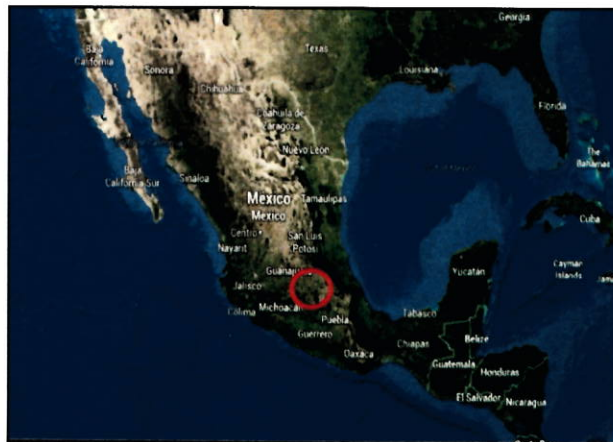 Georgia
Baja
California
Sonora
Texas
Louisiana
Chihuahua
Florida
Coahuila de
Zaragoza
Nuevo León
The
Bahamas
Baja
California Sur
Sinaloa
Mexico
Mexico
Tamaulipas
Cuba
Centro
San Luis
Potosí
Nayarit
Cayman
Islands
Guanajuato
Yucatán
Jalisco
Colima
Michoacán
Puebla
Tabasco
Guerrero
Oaxaca
Chiapas
Belize
Guatemala
Honduras
El Salvador
Nicaragua